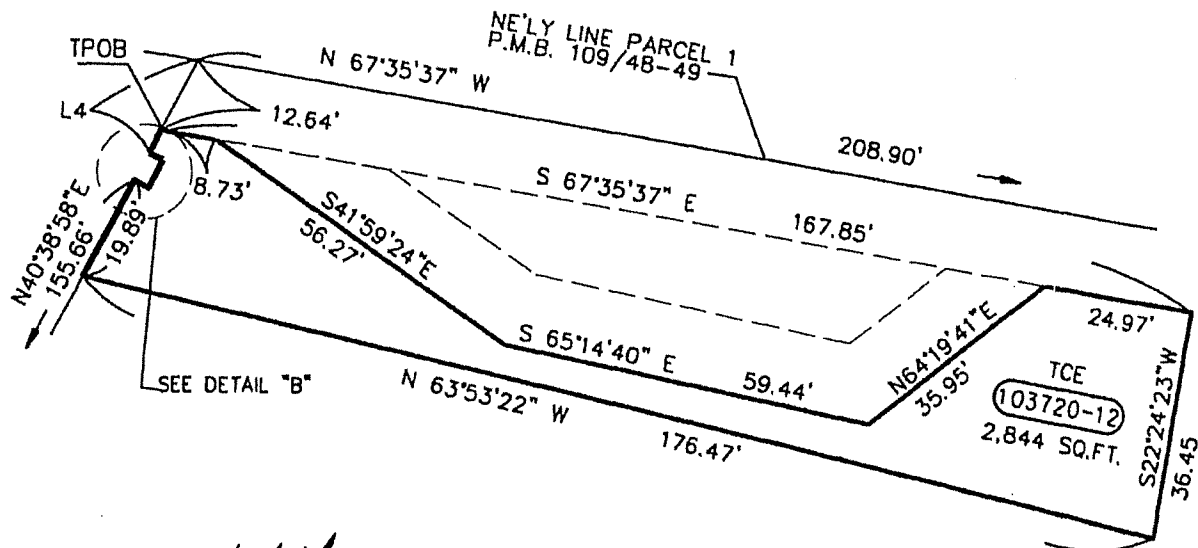 NE'LY LINE PARCEL 1
P.M.B. 109/48-49
TPOB
N 67°35'37" W
L4
12.64'
208.90'
8.73'
S 67°35'37" E
167.85'
N40°38'58"E
155.66'
19.89'
S41°59'24"E
56.27'
24.97'
S 65°14'40" E
59.44'
N64°19'41"E
35.95'
SEE DETAIL "B"
N 63°53'22" W
176.47'
TCE
103720-12
2,844 SQ.FT.
S22°24'23"W
36.45